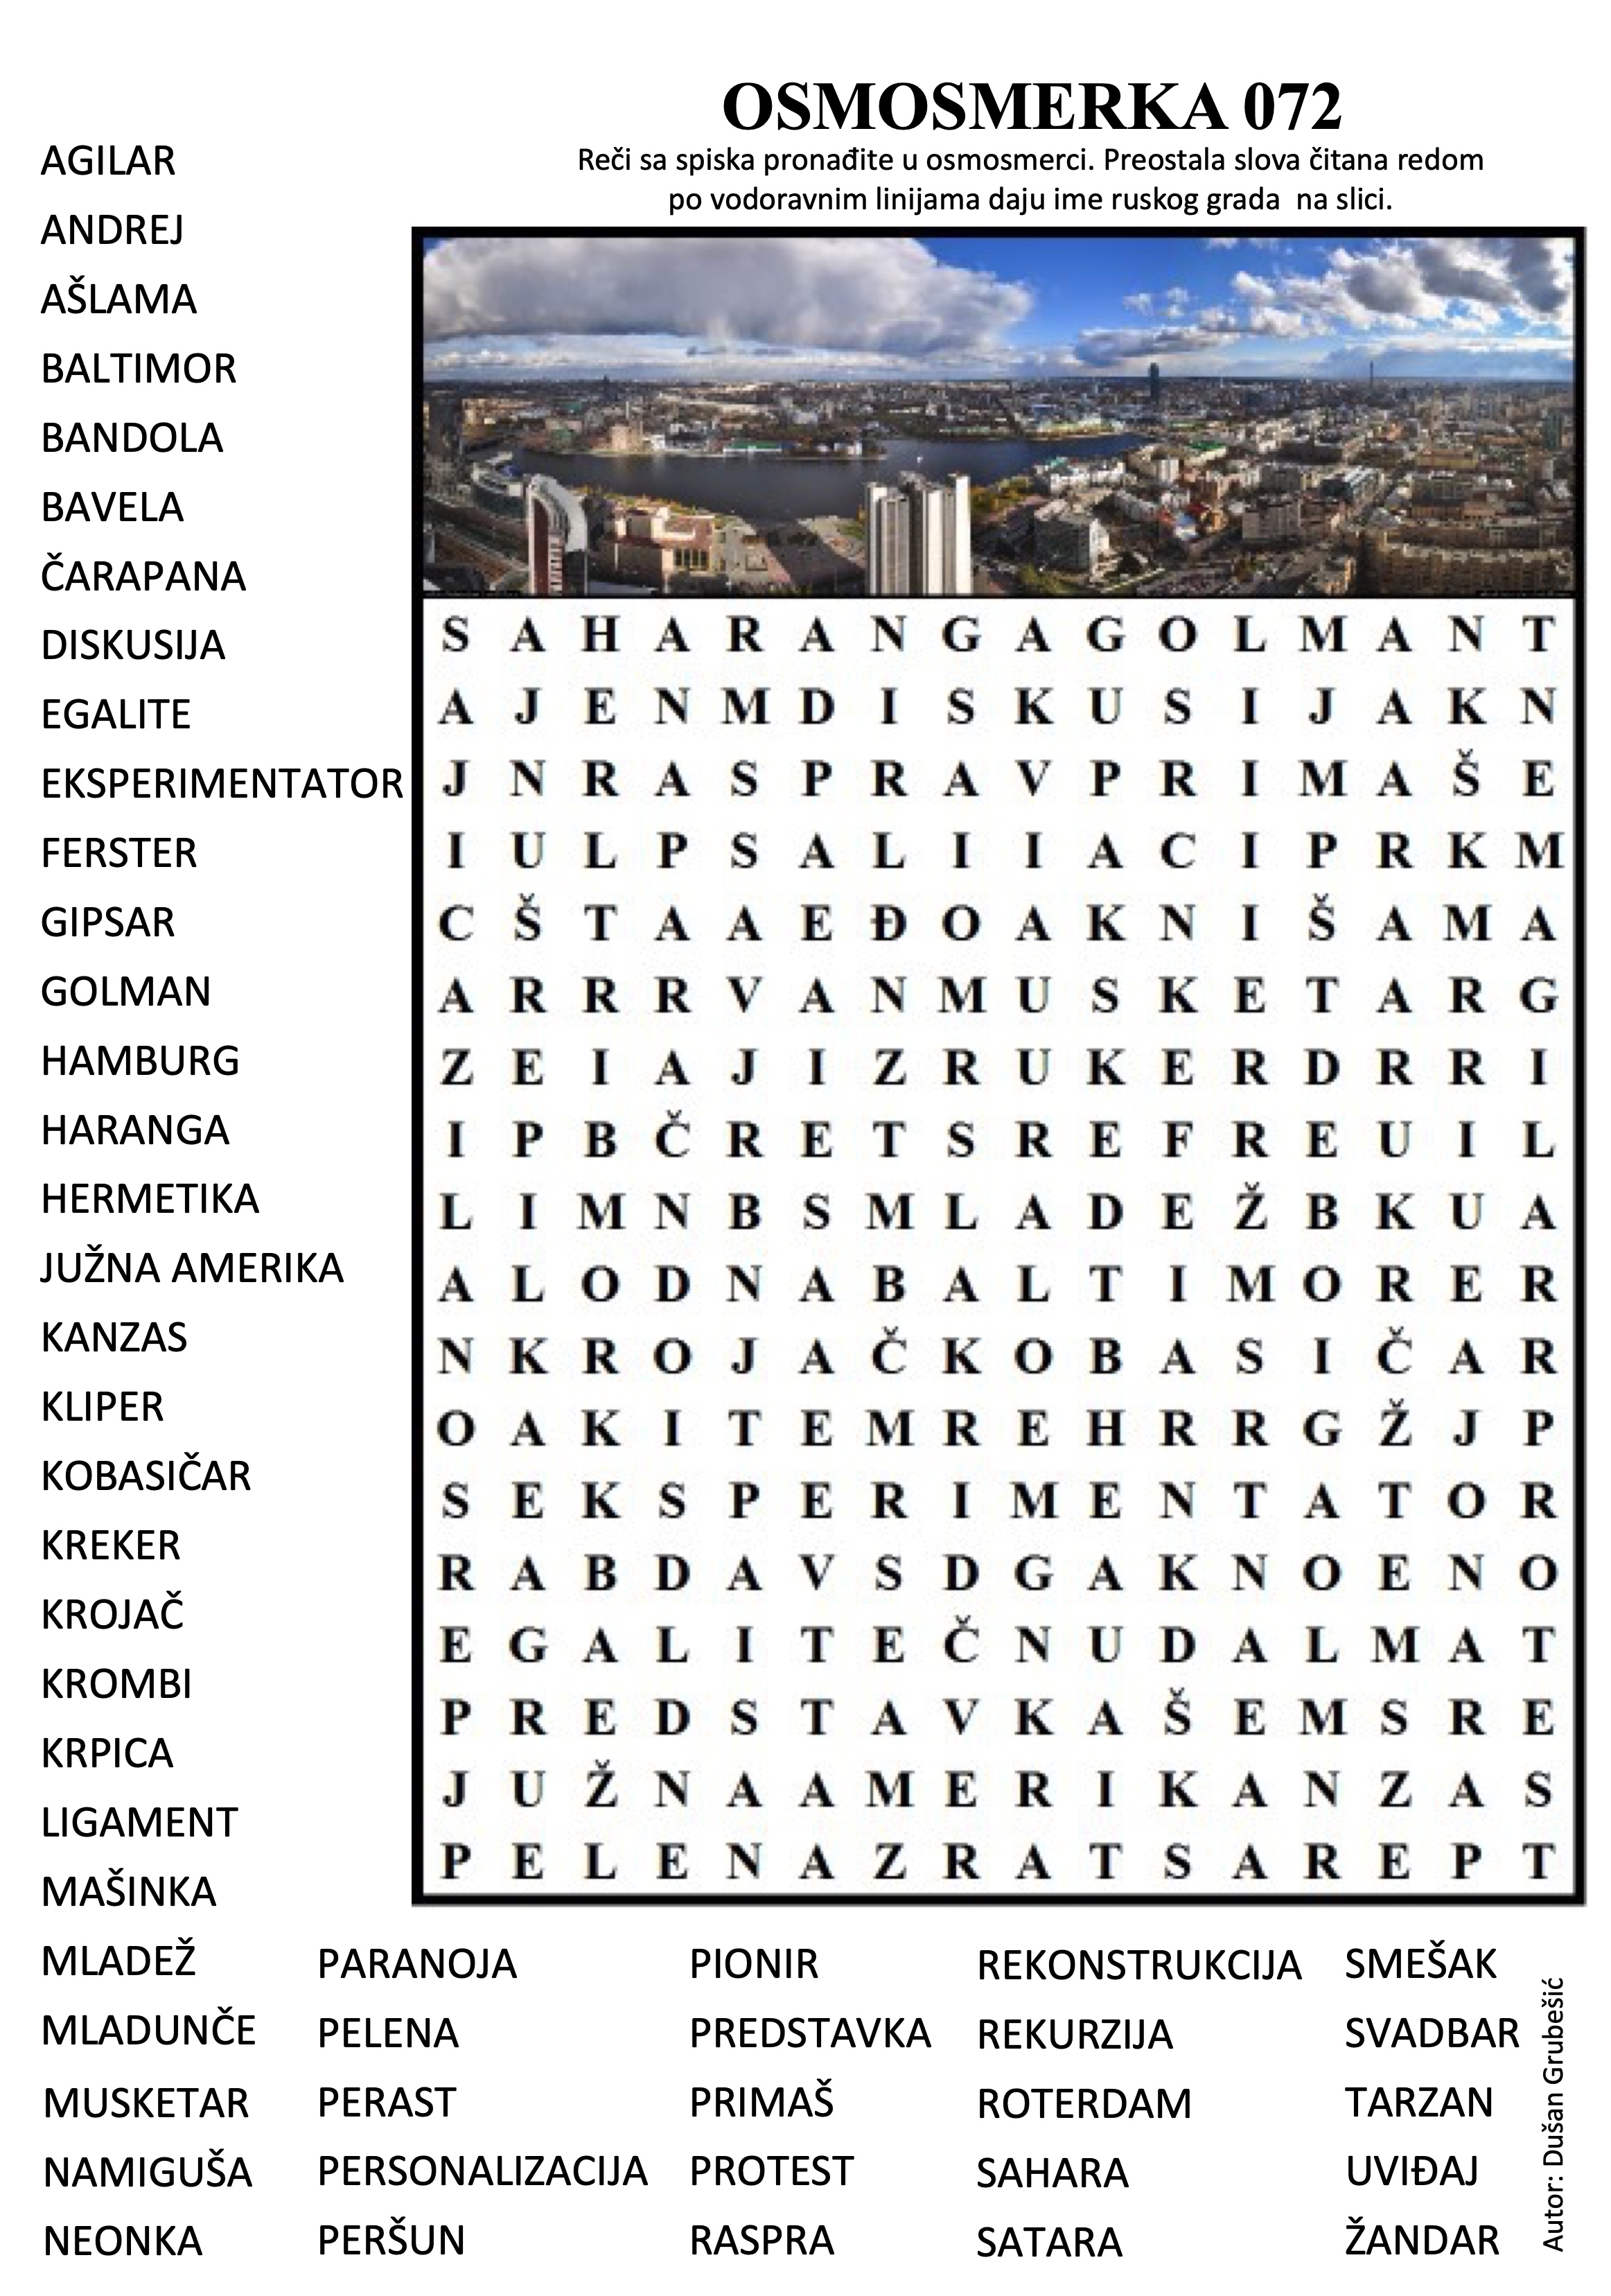 OSMOSMERKA 072
Reči sa spiska pronađite u osmosmerci. Preostala slova čitana redom
po vodoravnim linijama daju ime ruskog grada  na slici.
AGILAR
ANDREJ
AŠLAMA
BALTIMOR
BANDOLA
BAVELA
ČARAPANA
DISKUSIJA
EGALITE
EKSPERIMENTATOR
FERSTER
GIPSAR
GOLMAN
HAMBURG
HARANGA
HERMETIKA
JUŽNA AMERIKA
KANZAS
KLIPER
KOBASIČAR
KREKER
KROJAČ
KROMBI
KRPICA
LIGAMENT
MAŠINKA
MLADEŽ
MLADUNČE
MUSKETAR
NAMIGUŠA
NEONKA
S A H A R A N G A G O L M A N T
A J E N M D I S K U S I J A K N
J N R A S P R A V P R I M A Š E
I U L P S A L I I A C I P R K M
C Š T A A E Đ O A K N I Š A M A
A R R R V A N M U S K E T A R G
Z E I A J I Z R U K E R D R R I
I P B Č R E T S R E F R E U I L
L I M N B S M L A D E Ž B K U A
A L O D N A B A L T I M O R E R
N K R O J A Č K O B A S I Č A R
O A K I T E M R E H R R G Ž J P
S E K S P E R I M E N T A T O R
R A B D A V S D G A K N O E N O
E G A L I T E Č N U D A L M A T
P R E D S T A V K A Š E M S R E
J U Ž N A A M E R I K A N Z A S
P E L E N A Z R A T S A R E P T
PARANOJA
PELENA
PERAST
PERSONALIZACIJA
PERŠUN
PIONIR
PREDSTAVKA
PRIMAŠ
PROTEST
RASPRA
REKONSTRUKCIJA
REKURZIJA
ROTERDAM
SAHARA
SATARA
SMEŠAK
SVADBAR
TARZAN
UVIĐAJ
ŽANDAR
Autor: Dušan Grubešić